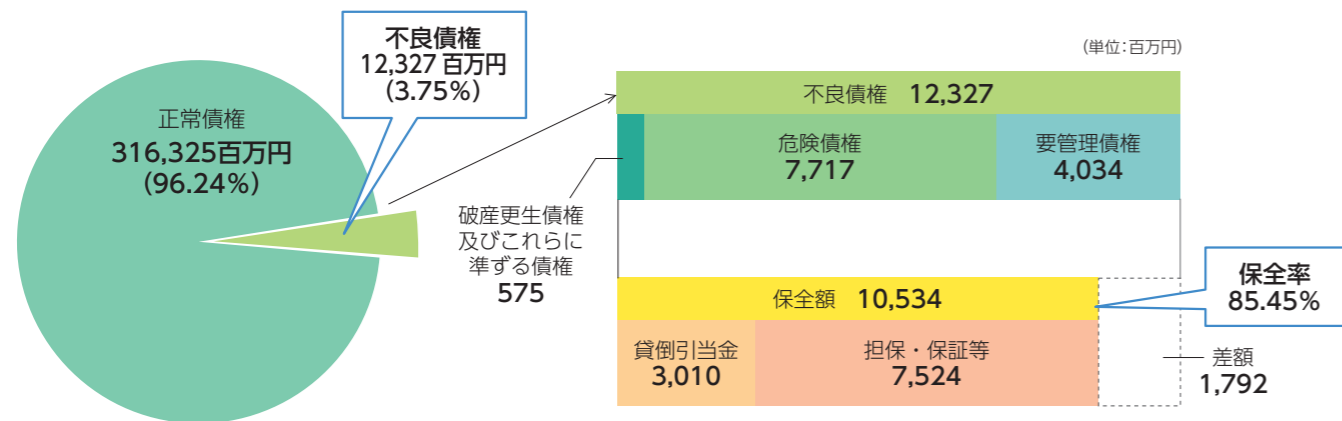 不良債権
12,327 百万円
(3.75%)
正常債権
316,325百万円
(96.24%)
(単位:百万円)
不良債権 12,327
危険債権
7,717
要管理債権
4,034
破産更生債権
及びこれらに
準ずる債権
575
保全額 10,534
保全率
85.45%
貸倒引当金
3,010
担保・保証等
7,524
差額
1,792